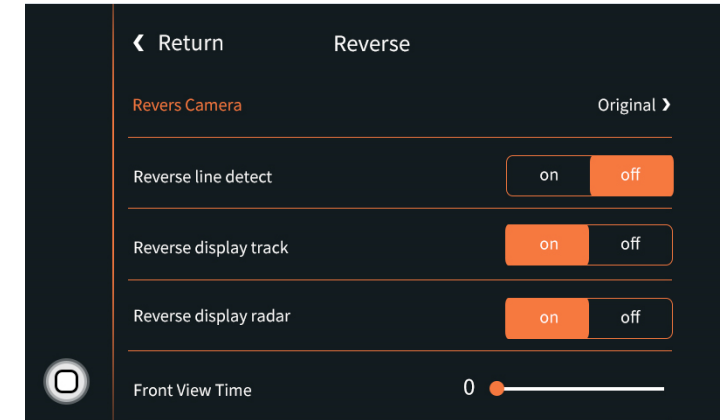 ❮ Return Reverse
Revers Camera Original ❯
Reverse line detect on off
Reverse display track on off
Reverse display radar on off
Front View Time 0